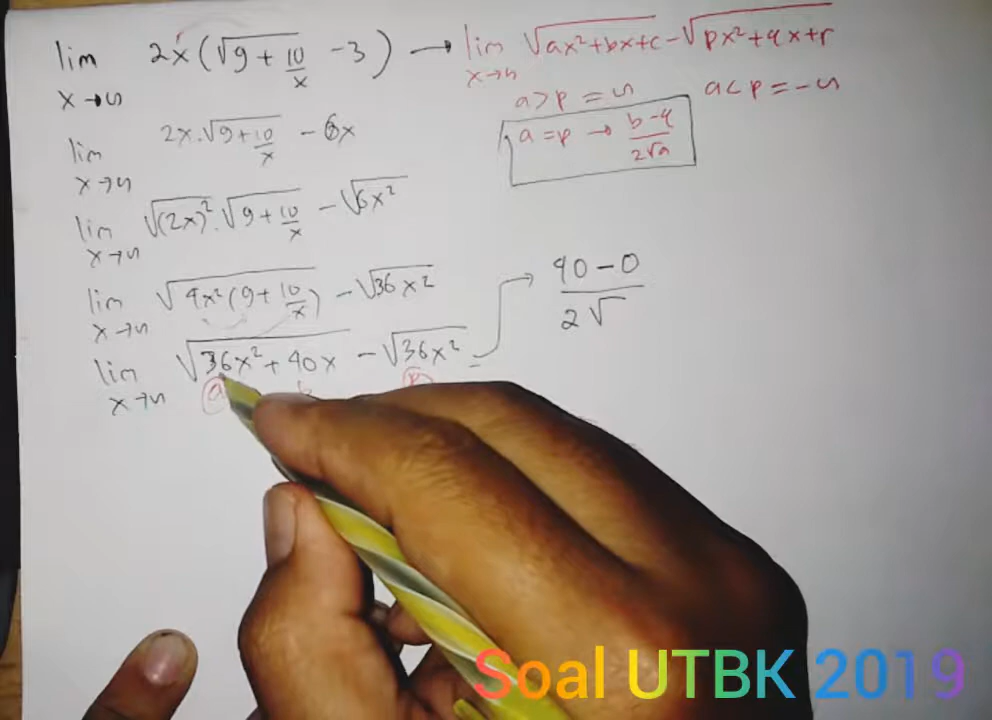 lim x→∞ 2x(√(9+10/x) -3) → lim x→∞ √(ax²+bx+c) - √(px²+qx+r)
a>p = ∞ a<p = -∞
a=p → (b-q)/(2√a)
lim x→∞ 2x.√(9+10/x) - 6x
lim x→∞ √(2x)².√(9+10/x) - √6x²
lim x→∞ √(4x²(9+10/x)) - √36x²
lim x→∞ √(36x²+40x) - √36x² → (40-0)/(2√)
a b p
Soal UTBK 2019